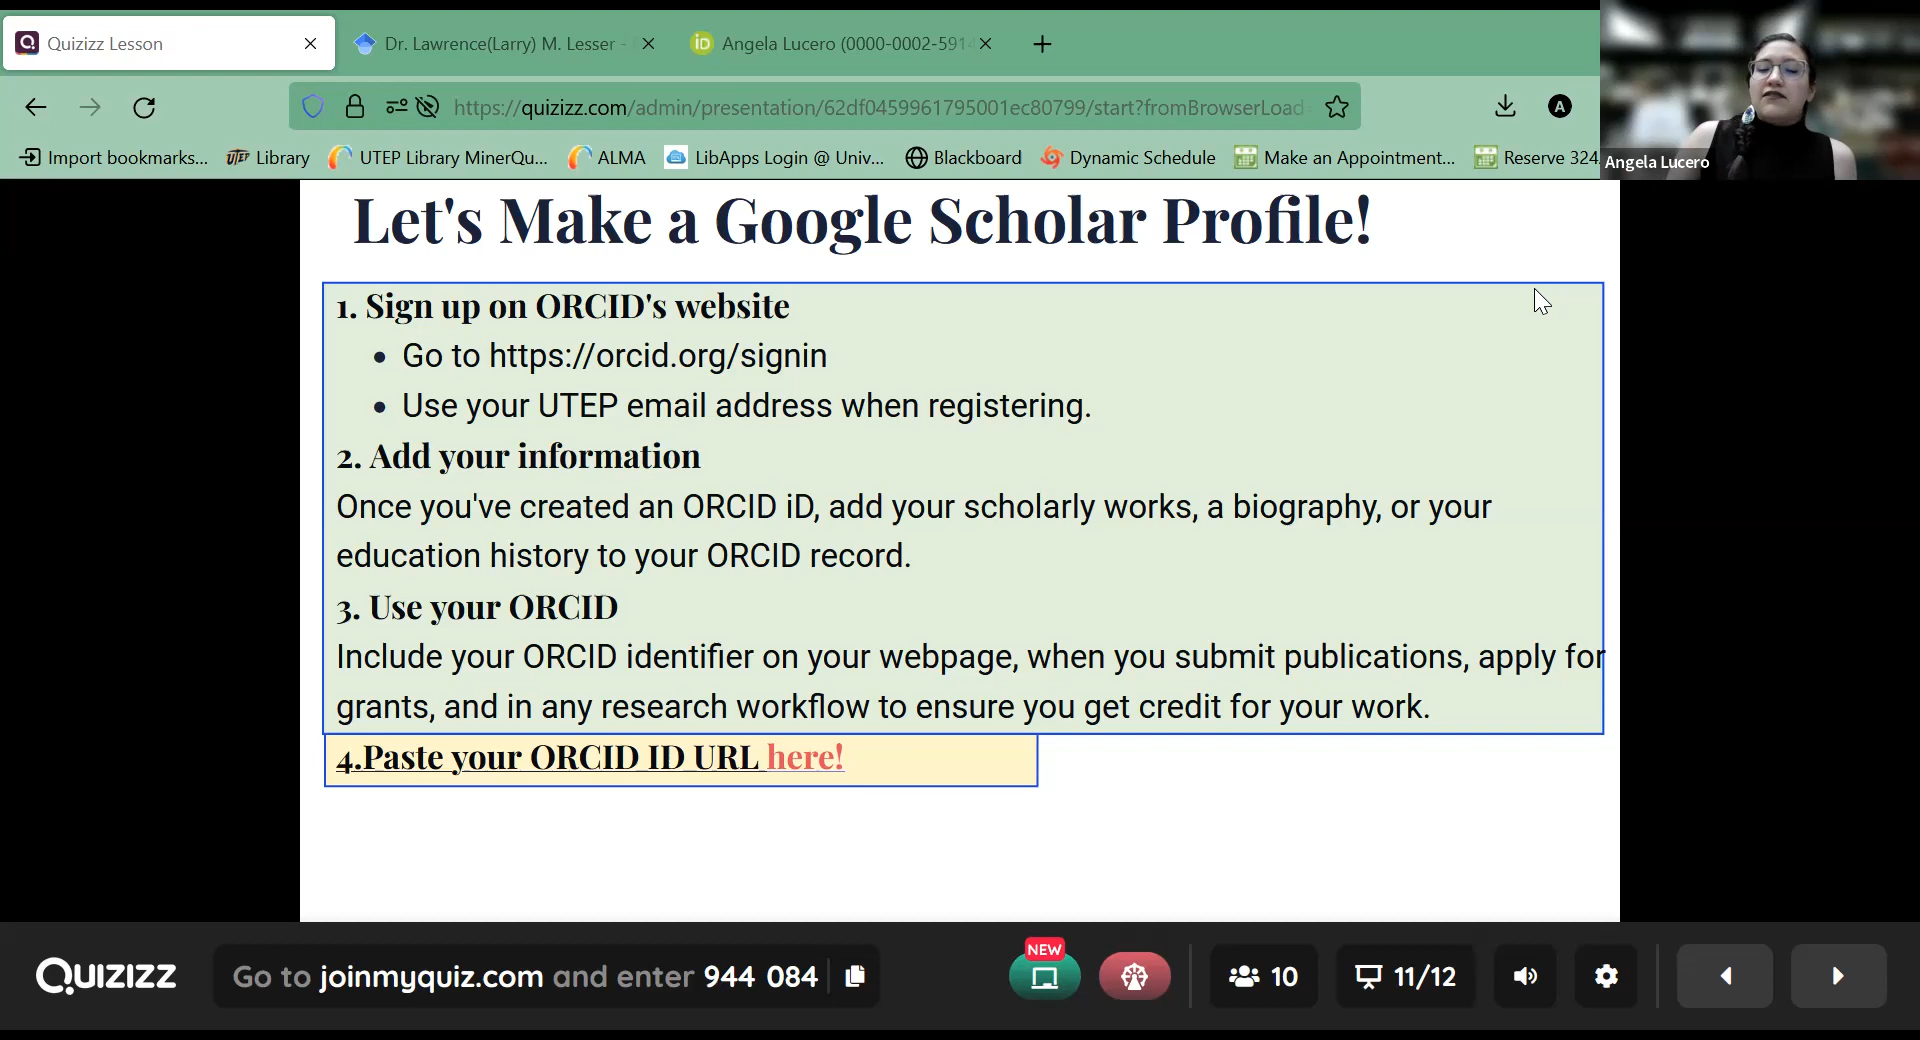 Quizizz Lesson
Dr. Lawrence(Larry) M. Lesser -
Angela Lucero (0000-0002-591
https://quizizz.com/admin/presentation/62df0459961795001ec80799/start?fromBrowserLoad
A
Import bookmarks...
UTEP Library
UTEP Library MinerQu...
ALMA
LibApps Login @ Univ...
Blackboard
Dynamic Schedule
Make an Appointment...
Reserve 324
Angela Lucero
Let's Make a Google Scholar Profile!
1. Sign up on ORCID's website
• Go to https://orcid.org/signin
• Use your UTEP email address when registering.
2. Add your information
Once you've created an ORCID iD, add your scholarly works, a biography, or your
education history to your ORCID record.
3. Use your ORCID
Include your ORCID identifier on your webpage, when you submit publications, apply for
grants, and in any research workflow to ensure you get credit for your work.
4.Paste your ORCID ID URL here!
QUIZIZZ
Go to joinmyquiz.com and enter 944 084
NEW
10
11/12